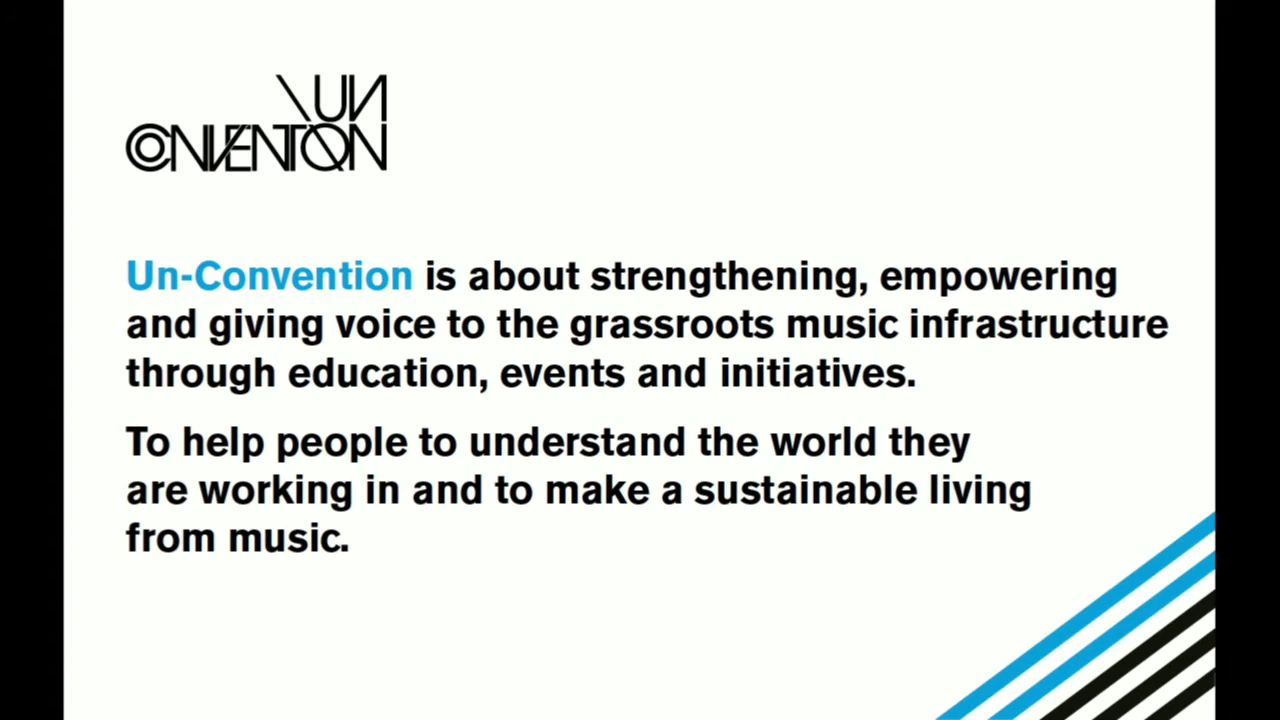 UN
CONVENTION
Un-Convention is about strengthening, empowering
and giving voice to the grassroots music infrastructure
through education, events and initiatives.
To help people to understand the world they
are working in and to make a sustainable living
from music.